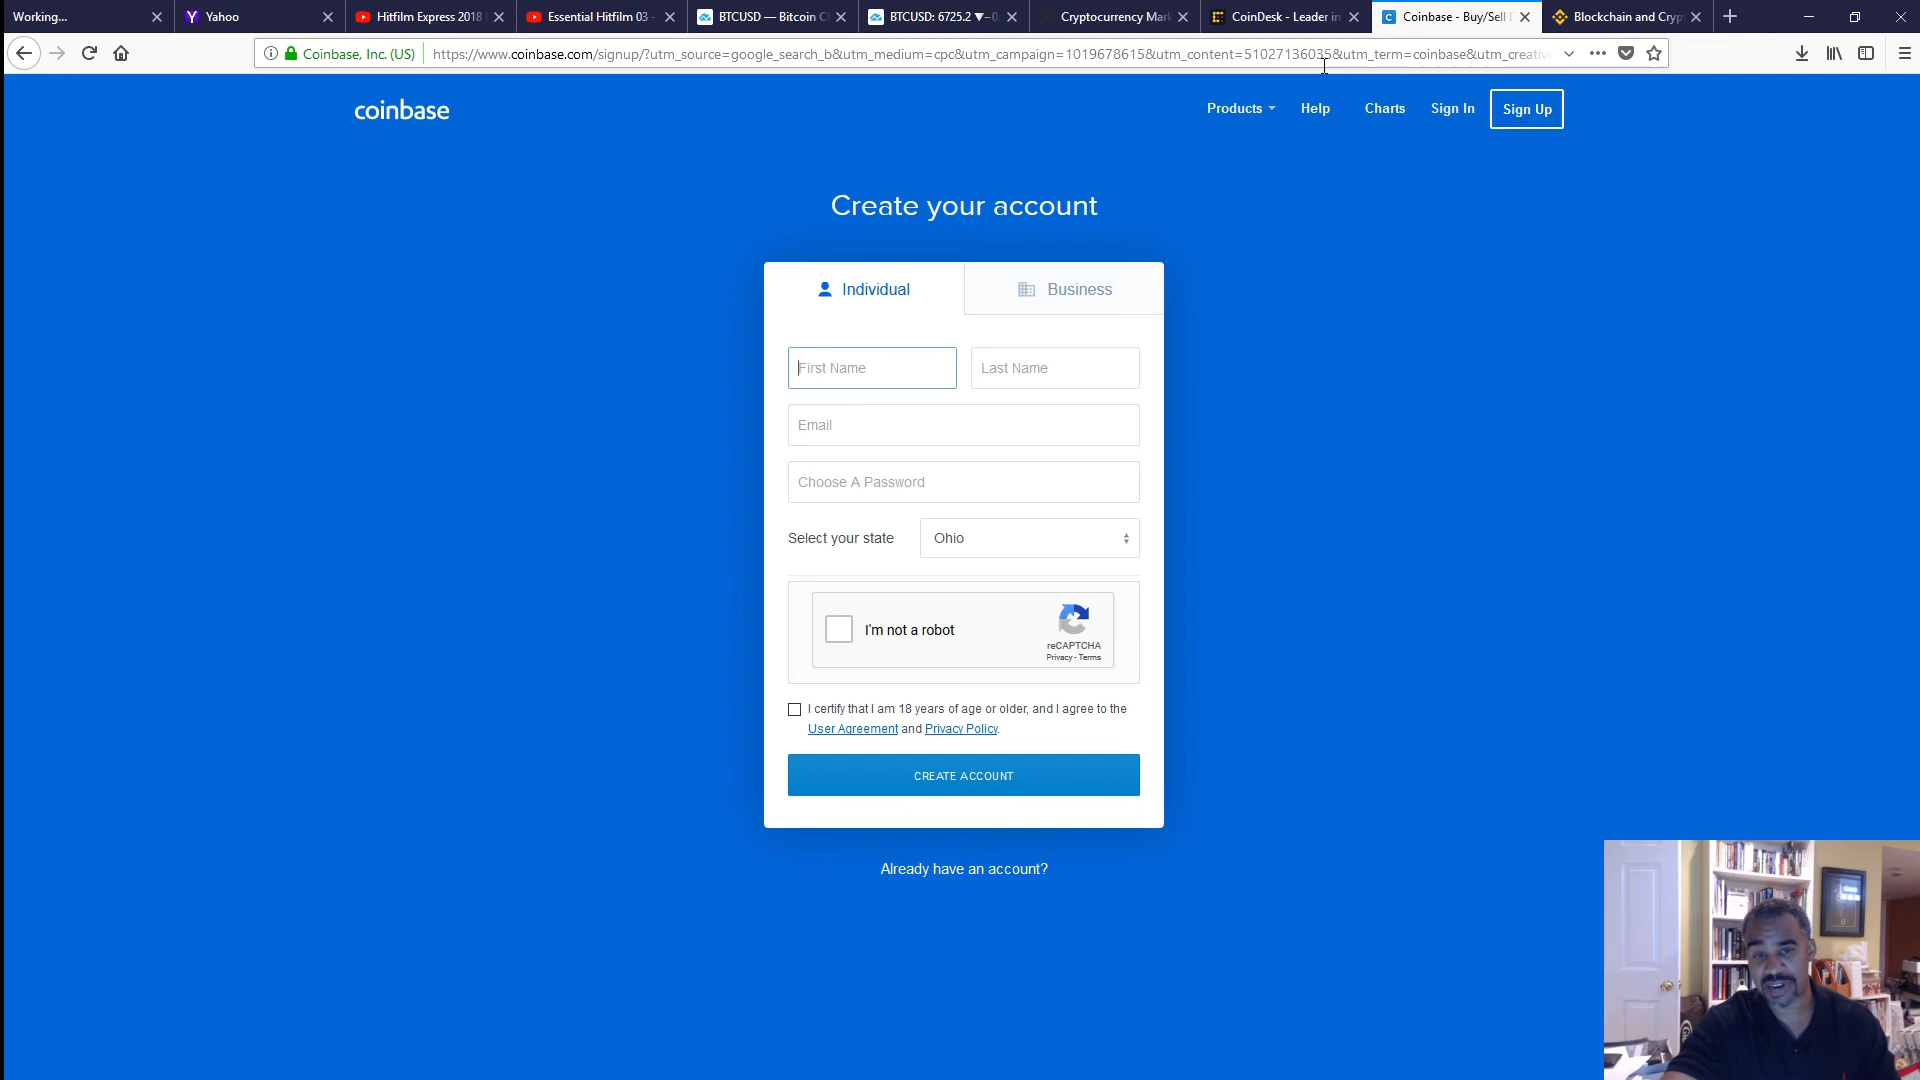 Working...
Yahoo
Hitfilm Express 2018
Essential Hitfilm 03 -
BTCUSD — Bitcoin C
BTCUSD: 6725.2 ▼−0
Cryptocurrency Mar
CoinDesk - Leader in
Coinbase - Buy/Sell
Blockchain and Cryp
Coinbase, Inc. (US)
https://www.coinbase.com/signup/?utm_source=google_search_b&utm_medium=cpc&utm_campaign=1019678615&utm_content=51027136035&utm_term=coinbase&utm_creative
coinbase
Products
Help
Charts
Sign In
Sign Up
Create your account
Individual
Business
First Name
Last Name
Email
Choose A Password
Select your state
Ohio
I'm not a robot
reCAPTCHA
Privacy - Terms
I certify that I am 18 years of age or older, and I agree to the
User Agreement and Privacy Policy.
CREATE ACCOUNT
Already have an account?